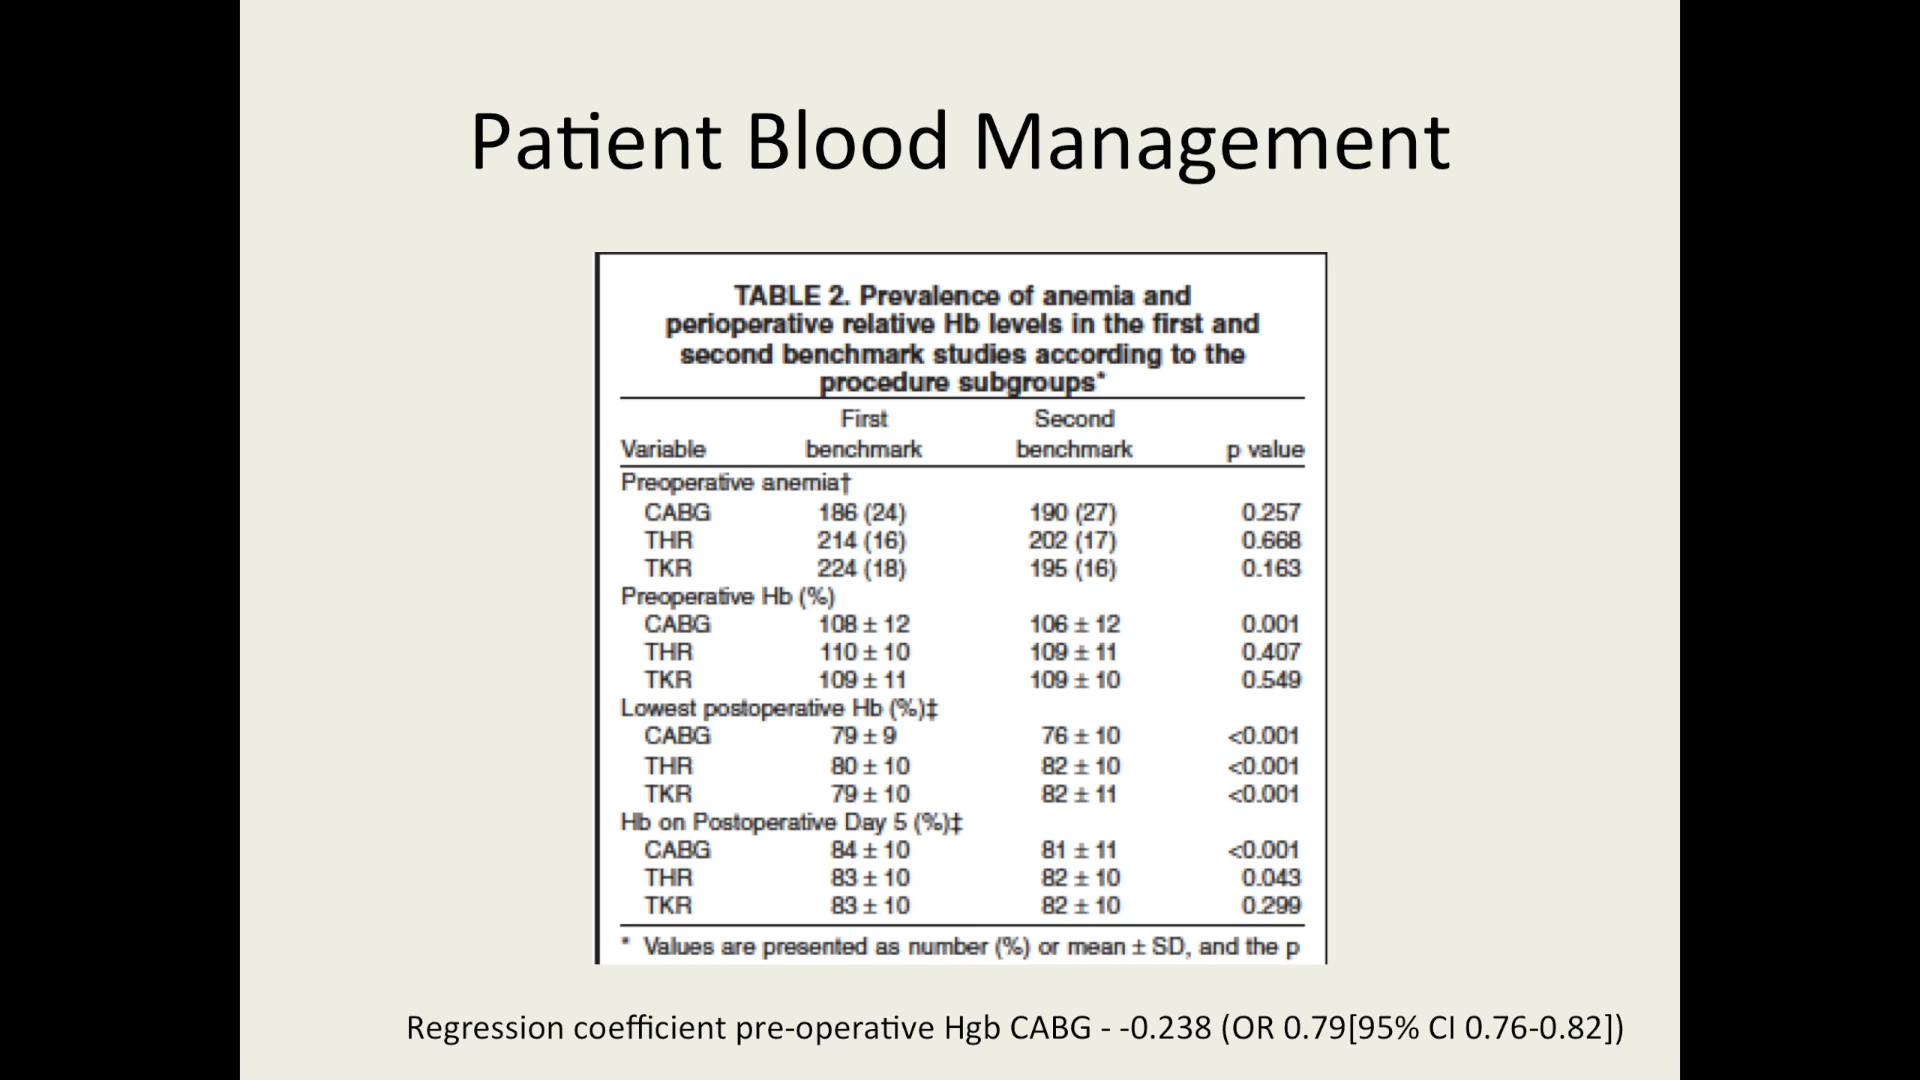 Patient Blood Management
TABLE 2. Prevalence of anemia and
perioperative relative Hb levels in the first and
second benchmark studies according to the
procedure subgroups*
First Second
Variable benchmark benchmark p value
Preoperative anemia†
CABG 186 (24) 190 (27) 0.257
THR 214 (16) 202 (17) 0.668
TKR 224 (18) 195 (16) 0.163
Preoperative Hb (%)
CABG 108 ± 12 106 ± 12 0.001
THR 110 ± 10 109 ± 11 0.407
TKR 109 ± 11 109 ± 10 0.549
Lowest postoperative Hb (%)‡
CABG 79 ± 9 76 ± 10 <0.001
THR 80 ± 10 82 ± 10 <0.001
TKR 79 ± 10 82 ± 11 <0.001
Hb on Postoperative Day 5 (%)‡
CABG 84 ± 10 81 ± 11 <0.001
THR 83 ± 10 82 ± 10 0.043
TKR 83 ± 10 82 ± 10 0.299
* Values are presented as number (%) or mean ± SD, and the p
Regression coefficient pre-operative Hgb CABG - -0.238 (OR 0.79[95% CI 0.76-0.82])